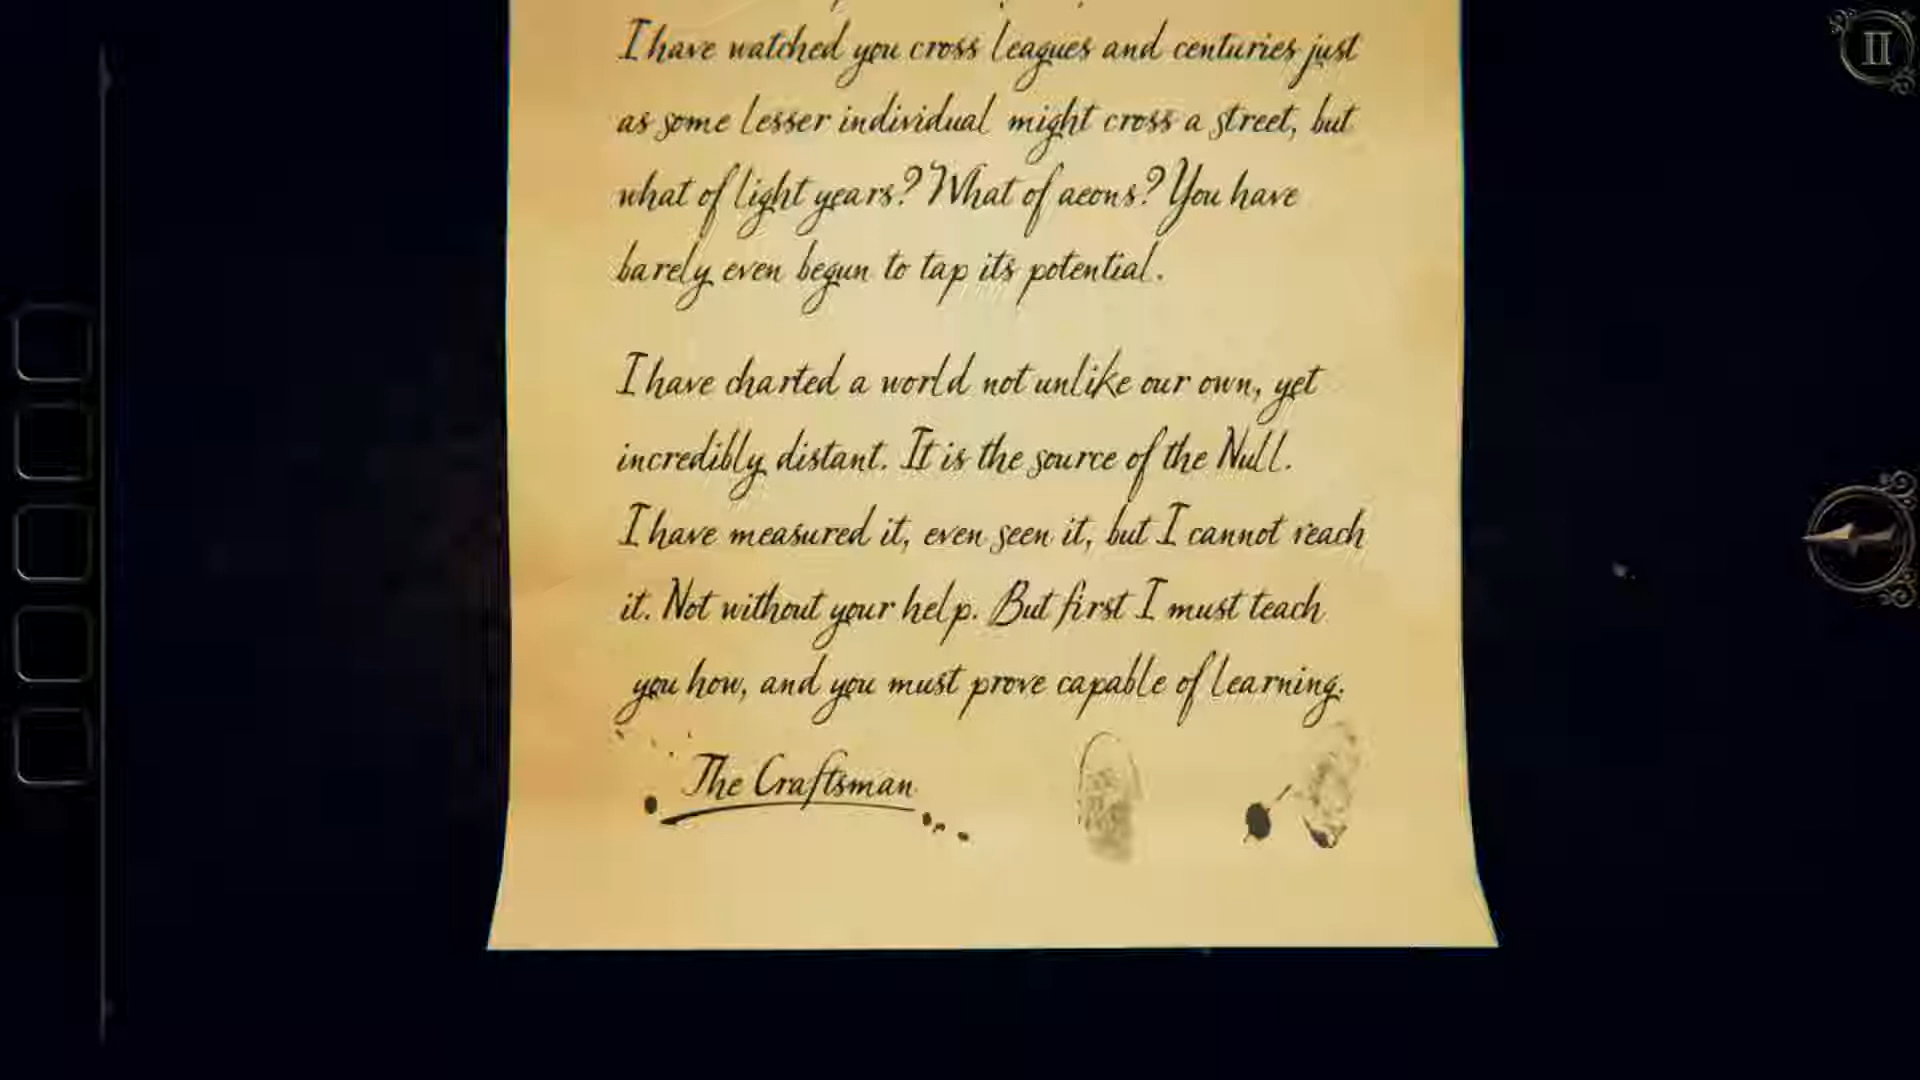 I have watched you cross leagues and centuries just
as some lesser individual might cross a street, but
what of light years? What of aeons? You have
barely even begun to tap its potential.
I have charted a world not unlike our own, yet
incredibly distant. It is the source of the Null.
I have measured it, even seen it, but I cannot reach
it. Not without your help. But first I must teach
you how, and you must prove capable of learning.
The Craftsman
II